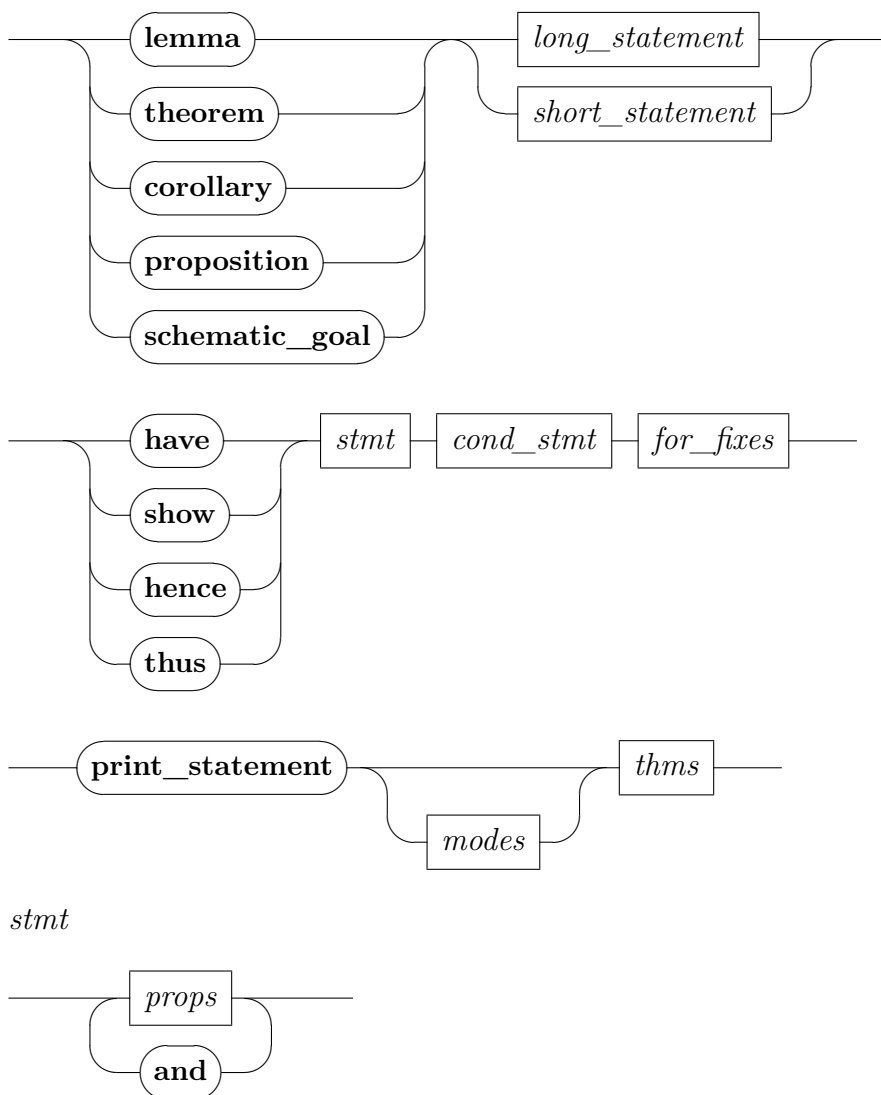 lemma long_statement
theorem short_statement
corollary
proposition
schematic_goal
have stmt cond_stmt for_fixes
show
hence
thus
print_statement thms
modes
stmt
props
and